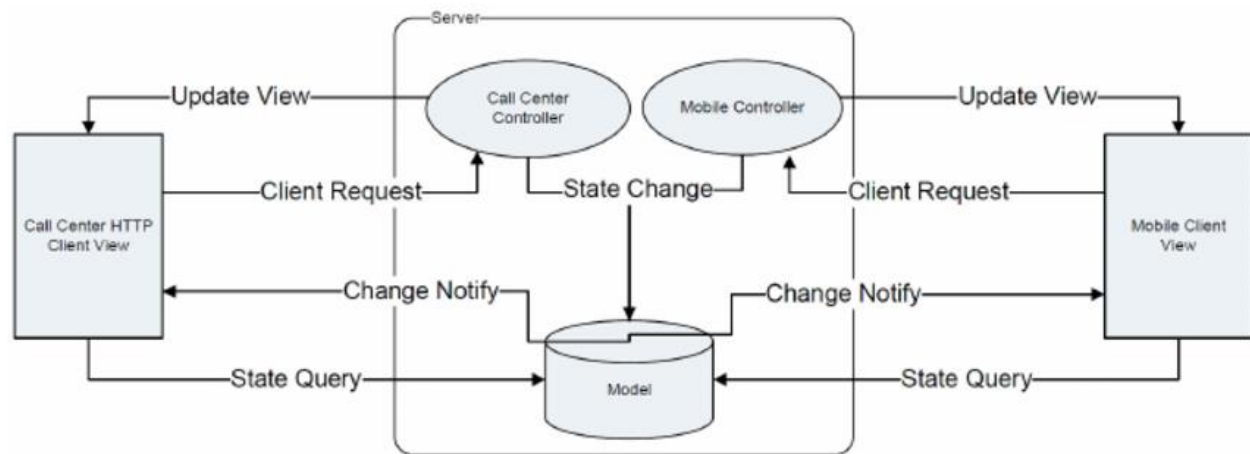 Server
Update View
Call Center
Controller
Mobile Controller
Update View
Client Request
State Change
Client Request
Call Center HTTP
Client View
Mobile Client
View
Change Notify
Change Notify
State Query
Model
State Query